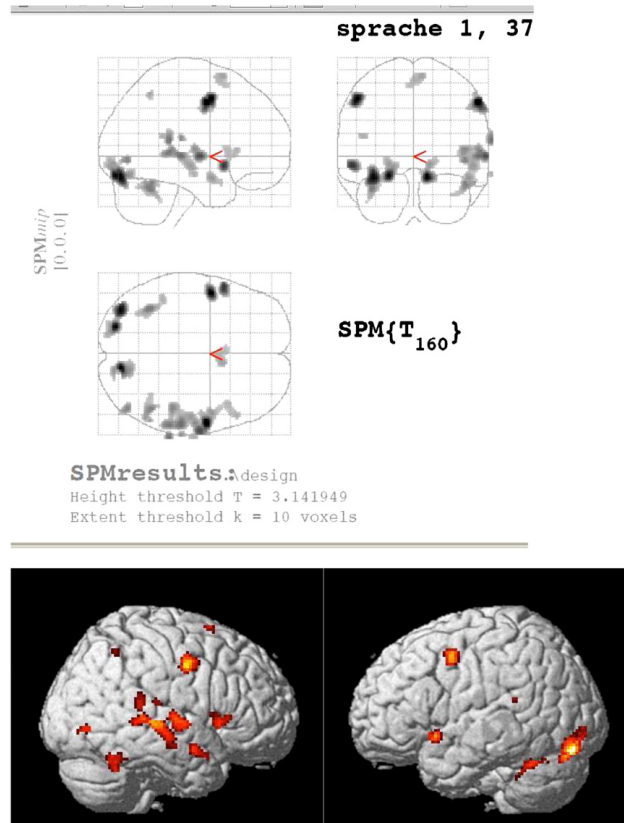 sprache 1, 37
SPMmip
[0, 0, 0]
<
<
<
SPM{T160}
SPMresults:.\design
Height threshold T = 3.141949
Extent threshold k = 10 voxels